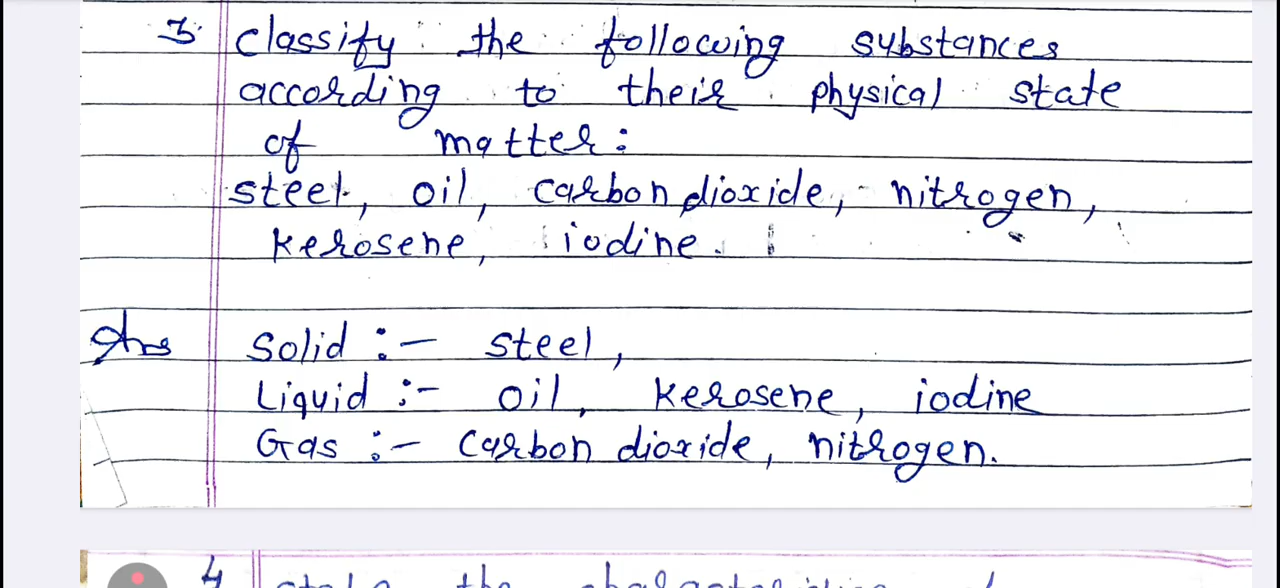 3. classify the following substances
according to their physical state
of matter:
steel, oil, carbon dioxide, nitrogen,
kerosene, iodine.
Ans Solid :- steel,
Liquid :- oil, kerosene, iodine
Gas :- carbon dioxide, nitrogen.
4 the